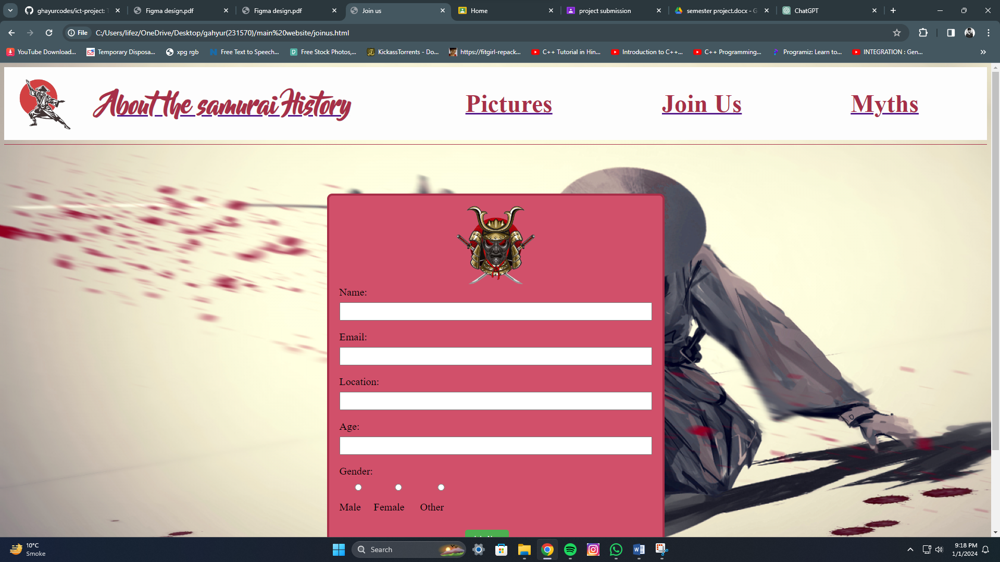 ghayurcodes/ict-project:
Figma design.pdf
Figma design.pdf
Join us
Home
project submission
semester project.docx - G
ChatGPT
File
C:/Users/lifez/OneDrive/Desktop/gahyur(231570)/main%20website/joinus.html
YouTube Download...
Temporary Disposa...
xpg rgb
Free Text to Speech...
Free Stock Photos,...
KickassTorrents - Do...
https://fitgirl-repack...
C++ Tutorial in Hin...
Introduction to C++...
C++ Programming...
Programiz: Learn to...
INTEGRATION : Gen...
About the samurai History
Pictures
Join Us
Myths
Name:
Email:
Location:
Age:
Gender:
Male
Female
Other
10°C
Smoke
Search
9:18 PM
1/1/2024